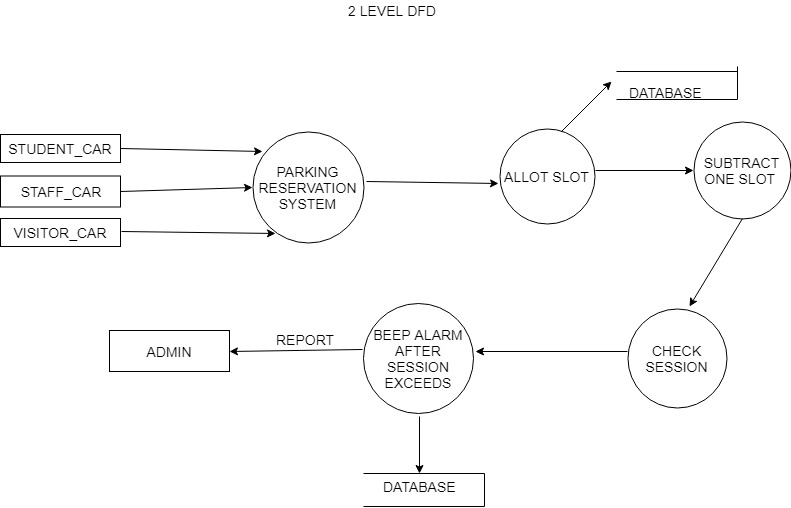 2 LEVEL DFD
DATABASE
STUDENT_CAR
STAFF_CAR
VISITOR_CAR
PARKING
RESERVATION
SYSTEM
ALLOT SLOT
SUBTRACT
ONE SLOT
ADMIN
REPORT
BEEP ALARM
AFTER
SESSION
EXCEEDS
CHECK
SESSION
DATABASE